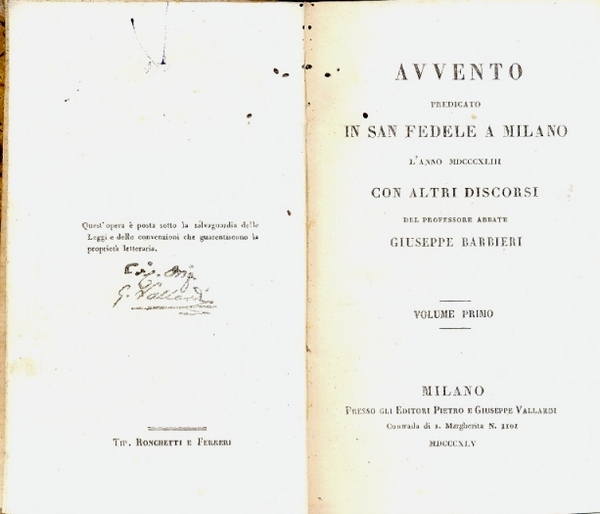 Quest'opera è posta sotto la salvaguardia delle
Leggi e delle convenzioni che guarentiscono la
proprietà letteraria.
G. Vallardi
Tip. Ronchetti e Ferreri
AVVENTO
PREDICATO
IN SAN FEDELE A MILANO
L'ANNO MDCCCXLIII
CON ALTRI DISCORSI
DEL PROFESSORE ABBATE
GIUSEPPE BARBIERI
VOLUME PRIMO
MILANO
Presso gli Editori Pietro e Giuseppe Vallardi
Contrada di s. Margherita N. 1101
MDCCCXLV